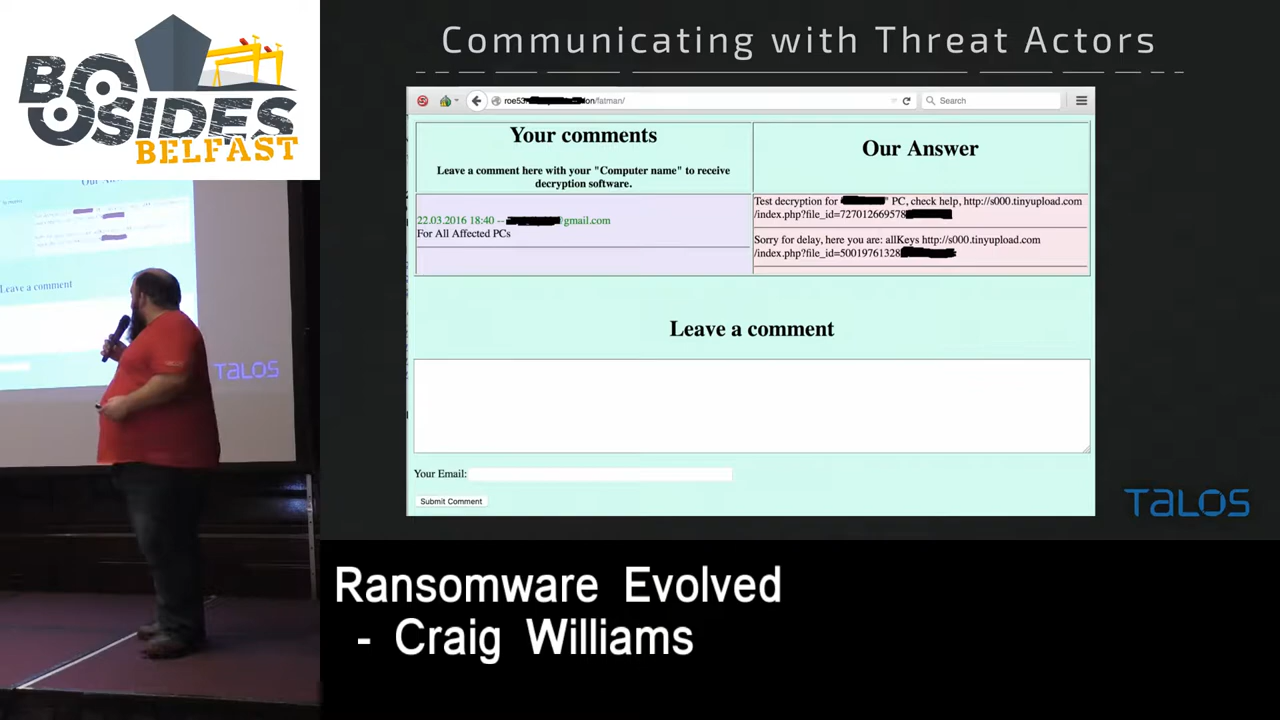 BSIDES
BELFAST
Communicating with Threat Actors
roe53
on/fatman/
Search
Your comments
Leave a comment here with your "Computer name" to receive
decryption software.
Our Answer
22.03.2016 18:40 --
@gmail.com
For All Affected PCs
Test decryption for
" PC, check help, http://s000.tinyupload.com
/index.php?file_id=727012669578
Sorry for delay, here you are: allKeys http://s000.tinyupload.com
/index.php?file_id=50019761328
Leave a comment
Your Email:
Submit Comment
TALOS
Leave a comment
TALOS
Ransomware Evolved
- Craig Williams